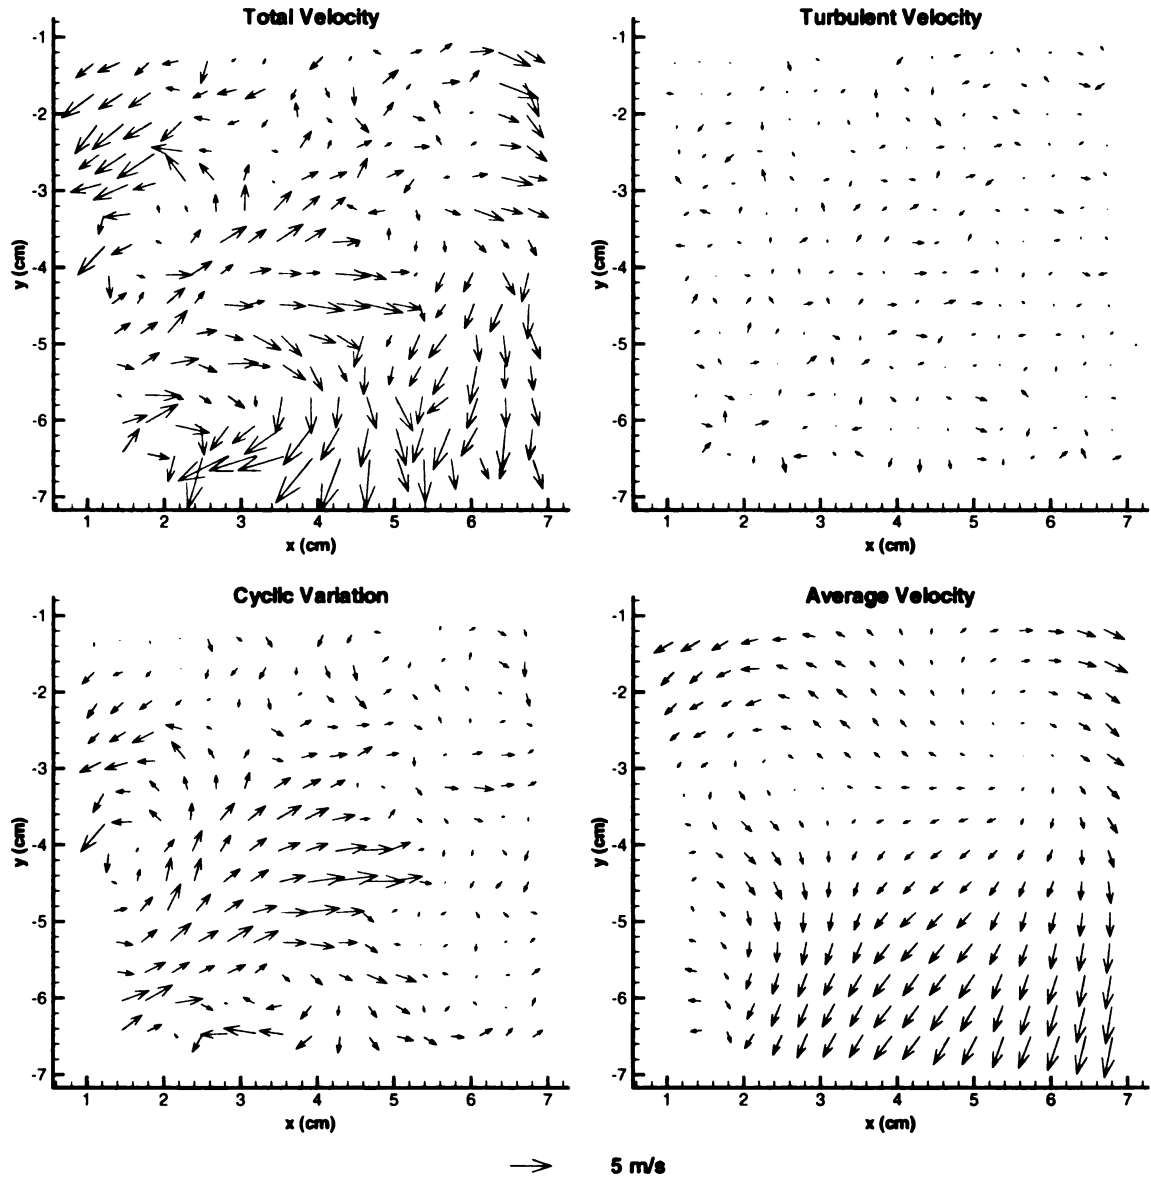 Total Velocity
-1
-2
-3
-4
-5
-6
-7
y (cm)
1 2 3 4 5 6 7
x (cm)
Turbulent Velocity
-1
-2
-3
-4
-5
-6
-7
y (cm)
1 2 3 4 5 6 7
x (cm)
Cyclic Variation
-1
-2
-3
-4
-5
-6
-7
y (cm)
1 2 3 4 5 6 7
x (cm)
Average Velocity
-1
-2
-3
-4
-5
-6
-7
y (cm)
1 2 3 4 5 6 7
x (cm)
5 m/s